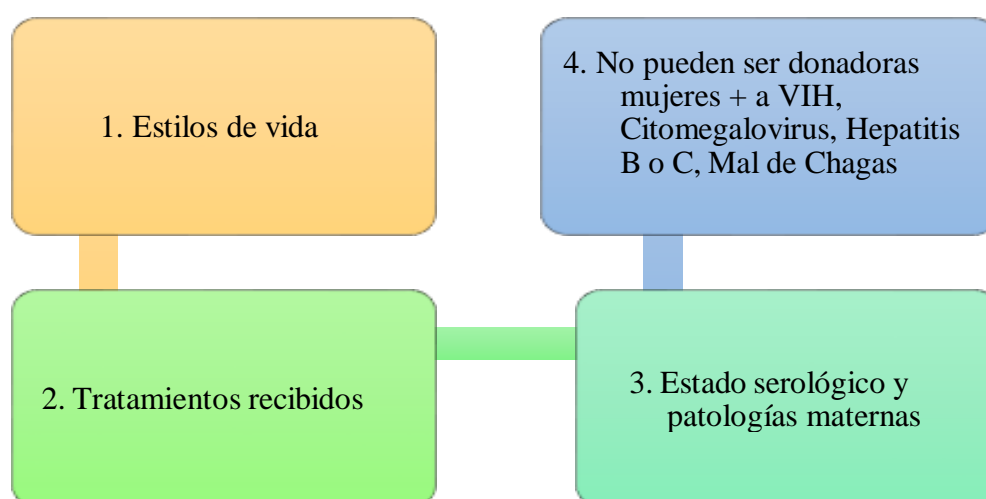 1. Estilos de vida
2. Tratamientos recibidos
3. Estado serológico y
patologías maternas
4. No pueden ser donadoras
mujeres + a VIH,
Citomegalovirus, Hepatitis
B o C, Mal de Chagas